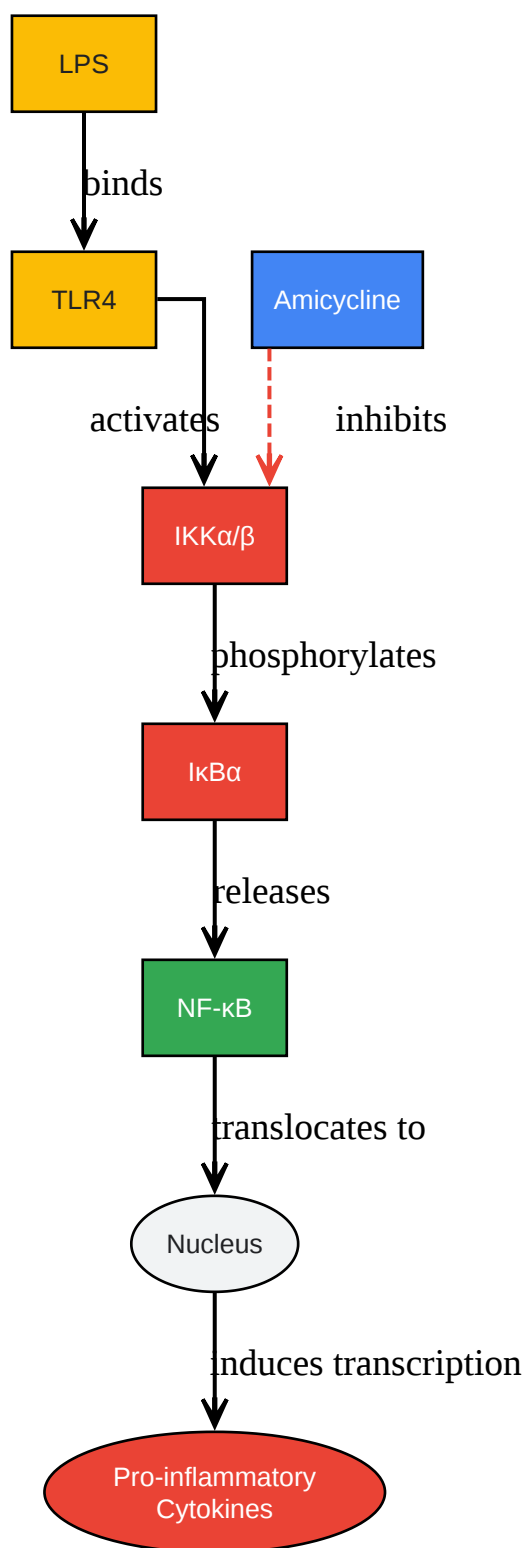 LPS
binds
TLR4
Amicycline
activates
inhibits
IKKα/β
phosphorylates
IκBα
releases
NF-κB
translocates to
Nucleus
induces transcription
Pro-inflammatory
Cytokines